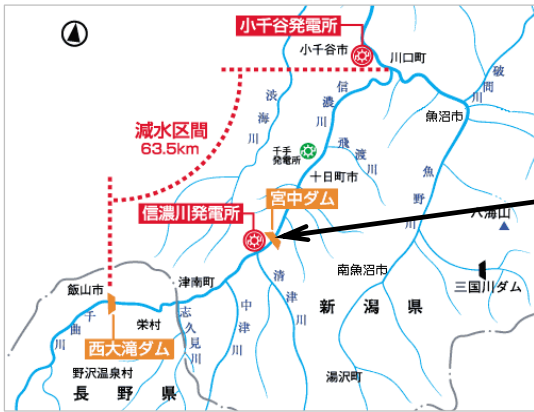 小千谷発電所
小千谷市
川口町
破間川
渋海川
信濃川
魚沼市
減水区間
63.5km
千手
発電所
飛渡川
十日町市
魚野川
宮中ダム
信濃川発電所
八海山
南魚沼市
三国川ダム
飯山市
津南町
清津川
新潟県
千曲川
栄村
志久見川
中津川
西大滝ダム
野沢温泉村
湯沢町
長野県